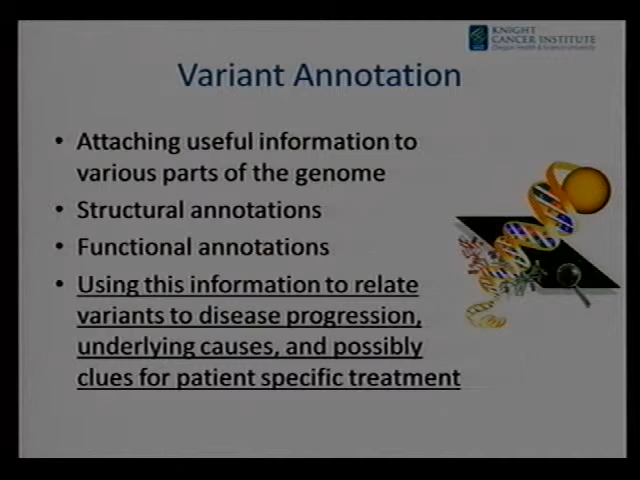 KNIGHT
CANCER INSTITUTE
Oregon Health & Science University
Variant Annotation
• Attaching useful information to
various parts of the genome
• Structural annotations
• Functional annotations
• Using this information to relate
variants to disease progression,
underlying causes, and possibly
clues for patient specific treatment